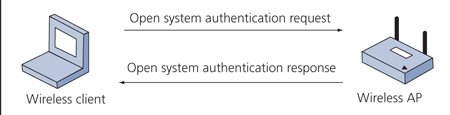 Open system authentication request
Open system authentication response
Wireless client
Wireless AP